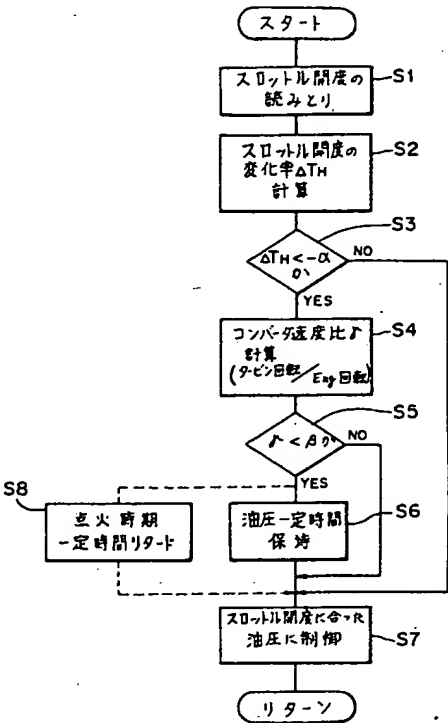 スタート
スロットル開度の
読みとり
S1
スロットル開度の
変化率ΔTH
計算
S2
S3
ΔTH<-α
か
NO
YES
コンバータ速度比γ
計算
(タービン回転/Eng回転)
S4
S5
γ<βか
NO
YES
S8
点火時期
一定時間リタード
油圧一定時間
保持
S6
スロットル開度に合った
油圧に制御
S7
リターン